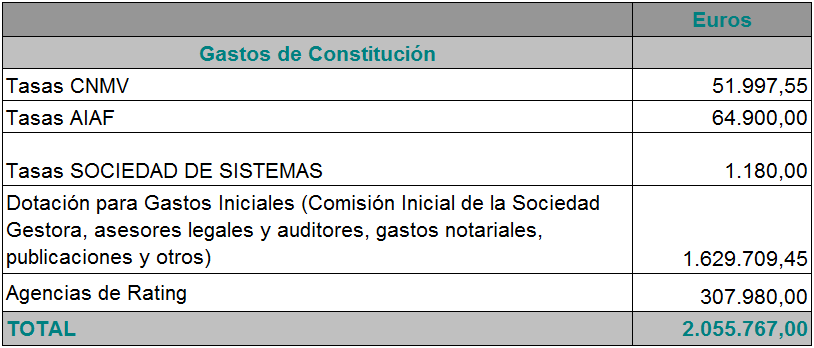 Euros
Gastos de Constitución
Tasas CNMV 51.997,55
Tasas AIAF 64.900,00
Tasas SOCIEDAD DE SISTEMAS 1.180,00
Dotación para Gastos Iniciales (Comisión Inicial de la Sociedad
Gestora, asesores legales y auditores, gastos notariales,
publicaciones y otros) 1.629.709,45
Agencias de Rating 307.980,00
TOTAL 2.055.767,00